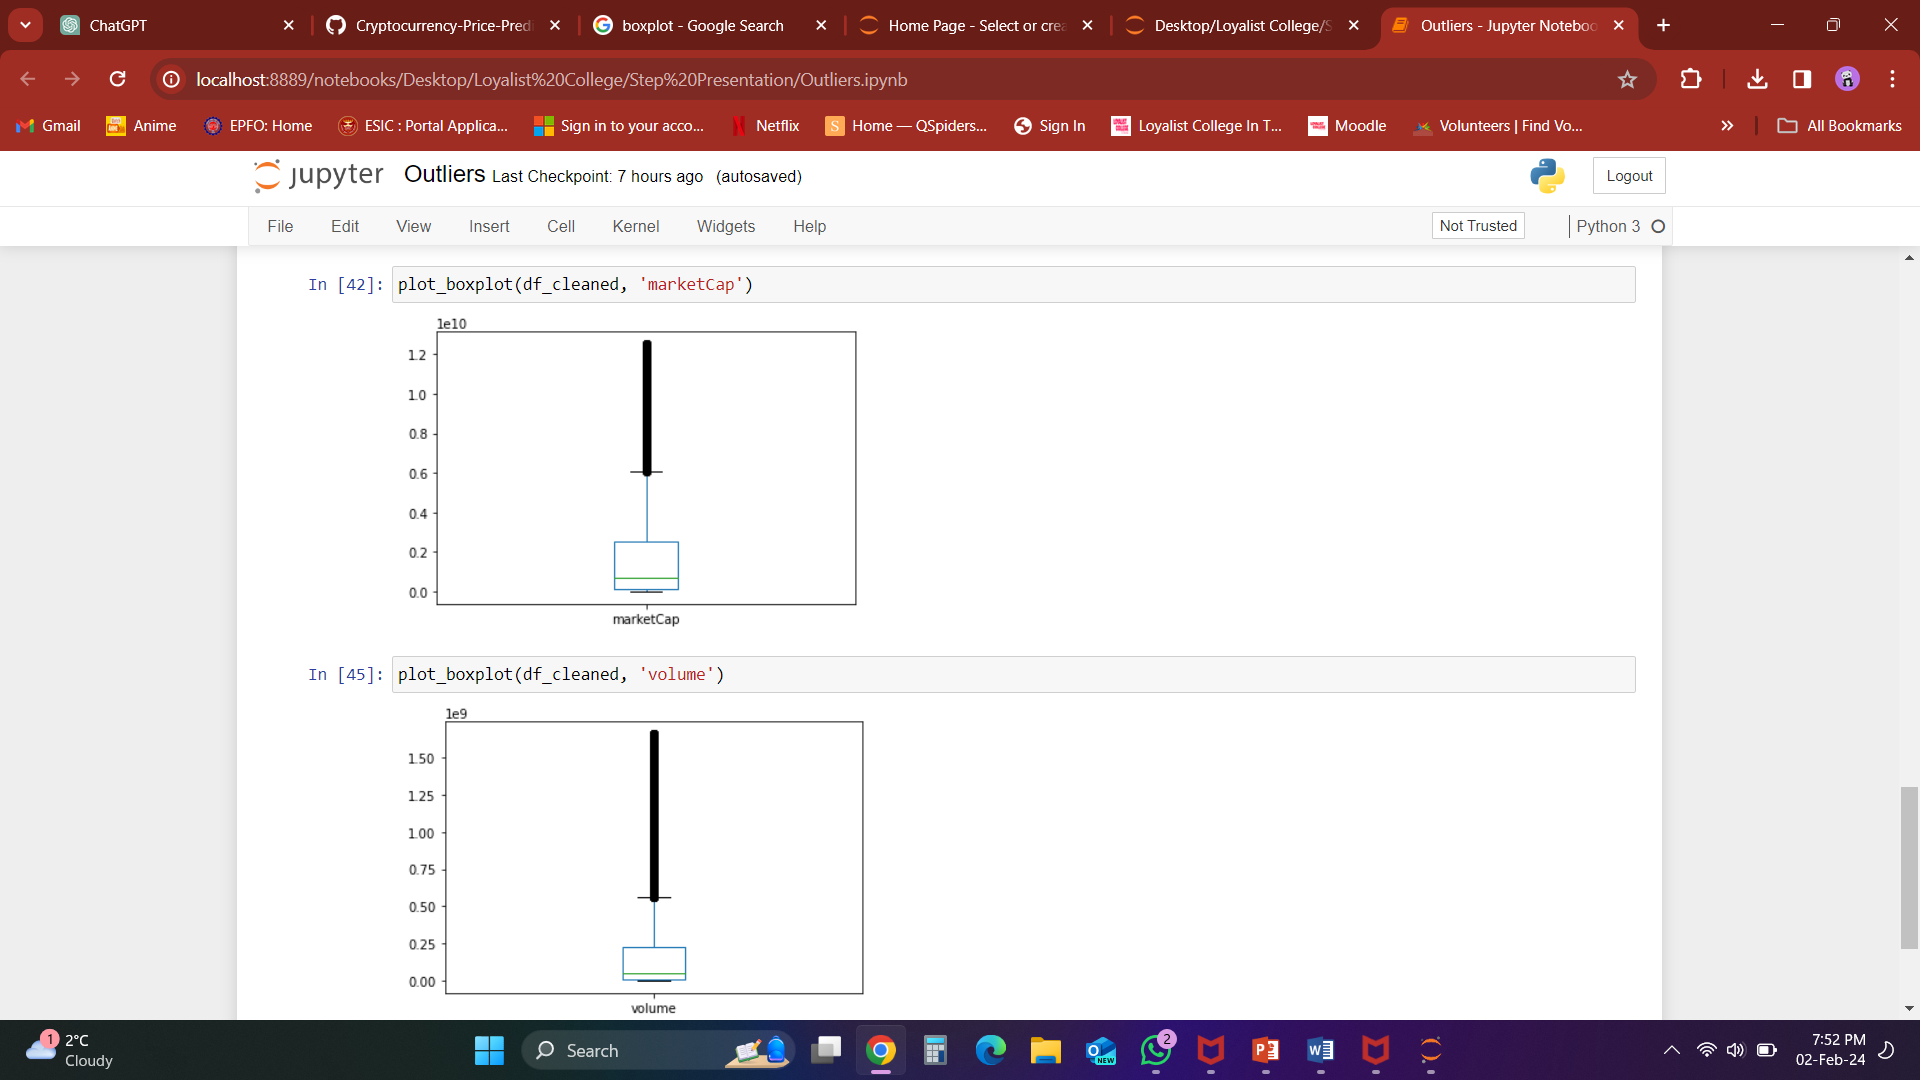 ChatGPT
Cryptocurrency-Price-Predi
boxplot - Google Search
Home Page - Select or crea
Desktop/Loyalist College/S
Outliers - Jupyter Noteboo
localhost:8889/notebooks/Desktop/Loyalist%20College/Step%20Presentation/Outliers.ipynb
Gmail
Anime
EPFO: Home
ESIC : Portal Applica...
Sign in to your acco...
Netflix
Home — QSpiders...
Sign In
Loyalist College In T...
Moodle
Volunteers | Find Vo...
All Bookmarks
jupyter Outliers Last Checkpoint: 7 hours ago (autosaved)
Logout
File Edit View Insert Cell Kernel Widgets Help
Not Trusted
Python 3
In [42]: plot_boxplot(df_cleaned, 'marketCap')
1e10
1.2
1.0
0.8
0.6
0.4
0.2
0.0
marketCap
In [45]: plot_boxplot(df_cleaned, 'volume')
1e9
1.50
1.25
1.00
0.75
0.50
0.25
0.00
volume
1
2°C
Cloudy
Search
NEW
2
7:52 PM
02-Feb-24